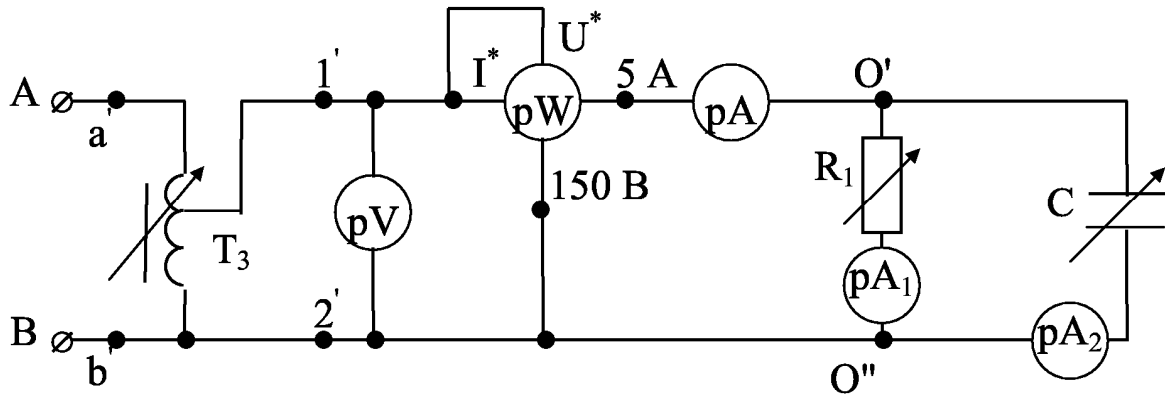 U*
1'
I*
5 A
O'
A
pW
pA
a'
R₁
150 B
C
pV
T₃
pA₁
2'
B
pA₂
b'
O"